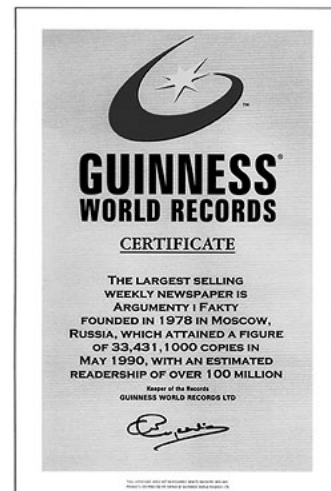 ™
GUINNESS®
WORLD RECORDS
CERTIFICATE
THE LARGEST SELLING
WEEKLY NEWSPAPER IS
ARGUMENTY I FAKTY
FOUNDED IN 1978 IN MOSCOW,
RUSSIA, WHICH ATTAINED A FIGURE
OF 33,431,1000 COPIES IN
MAY 1990, WITH AN ESTIMATED
READERSHIP OF OVER 100 MILLION
Keeper of the Records
GUINNESS WORLD RECORDS LTD